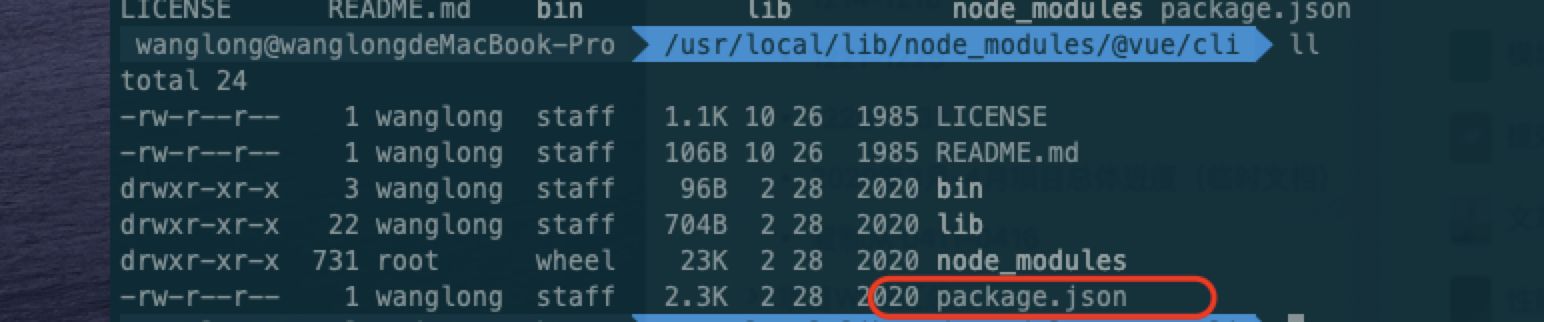 LICENSE README.md bin lib node_modules package.json
wanglong@wanglongdeMacBook-Pro /usr/local/lib/node_modules/@vue/cli ll
total 24
-rw-r--r-- 1 wanglong staff 1.1K 10 26 1985 LICENSE
-rw-r--r-- 1 wanglong staff 106B 10 26 1985 README.md
drwxr-xr-x 3 wanglong staff 96B 2 28 2020 bin
drwxr-xr-x 22 wanglong staff 704B 2 28 2020 lib
drwxr-xr-x 731 root wheel 23K 2 28 2020 node_modules
-rw-r--r-- 1 wanglong staff 2.3K 2 28 2020 package.json